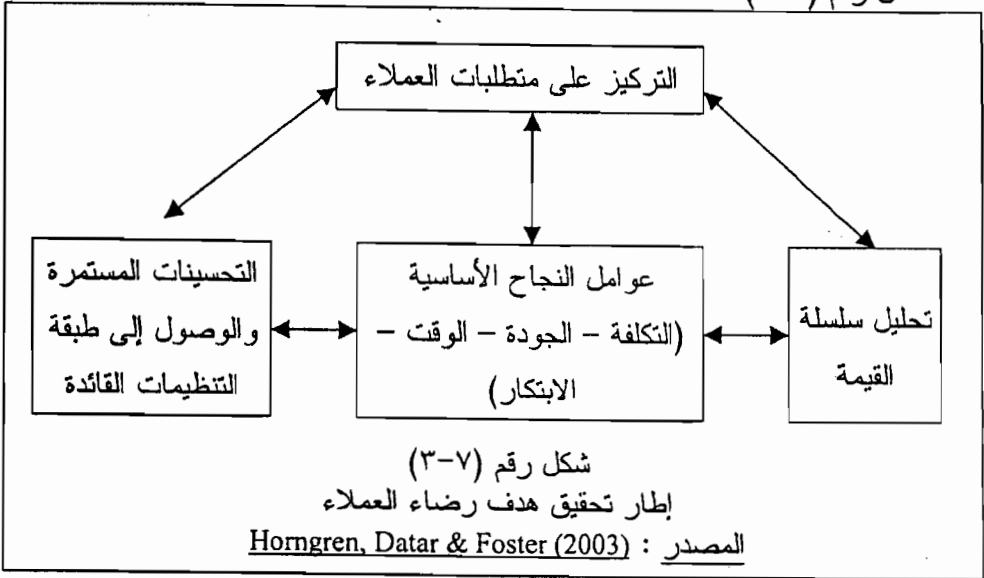 التركيز على متطلبات العملاء
تحليل سلسلة
القيمة
عوامل النجاح الأساسية
(التكلفة – الجودة – الوقت –
الابتكار)
التحسينات المستمرة
والوصول إلى طبقة
التنظيمات القائدة
شكل رقم (٧-٣)
إطار تحقيق هدف رضاء العملاء
المصدر : Horngren, Datar & Foster (2003)